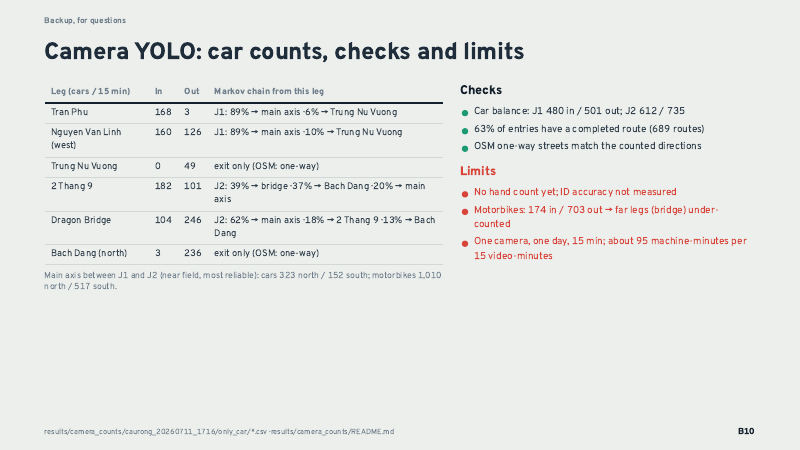 Backup, for questions
Camera YOLO: car counts, checks and limits
Leg (cars / 15 min) In Out Markov chain from this leg
Tran Phu 168 3 J1: 89% → main axis · 6% → Trung Nu Vuong
Nguyen Van Linh (west) 160 126 J1: 89% → main axis · 10% → Trung Nu Vuong
Trung Nu Vuong 0 49 exit only (OSM: one-way)
2 Thang 9 182 101 J2: 39% → bridge · 37% → Bach Dang · 20% → main axis
Dragon Bridge 104 246 J2: 62% → main axis · 18% → 2 Thang 9 · 13% → Bach Dang
Bach Dang (north) 3 236 exit only (OSM: one-way)
Main axis between J1 and J2 (near field, most reliable): cars 323 north / 152 south; motorbikes 1,010
north / 517 south.
Checks
Car balance: J1 480 in / 501 out; J2 612 / 735
63% of entries have a completed route (689 routes)
OSM one-way streets match the counted directions
Limits
No hand count yet; ID accuracy not measured
Motorbikes: 174 in / 703 out → far legs (bridge) under-
counted
One camera, one day, 15 min; about 95 machine-minutes per
15 video-minutes
results/camera_counts/caurong_20260711_1716/only_car/*.csv · results/camera_counts/README.md
B10